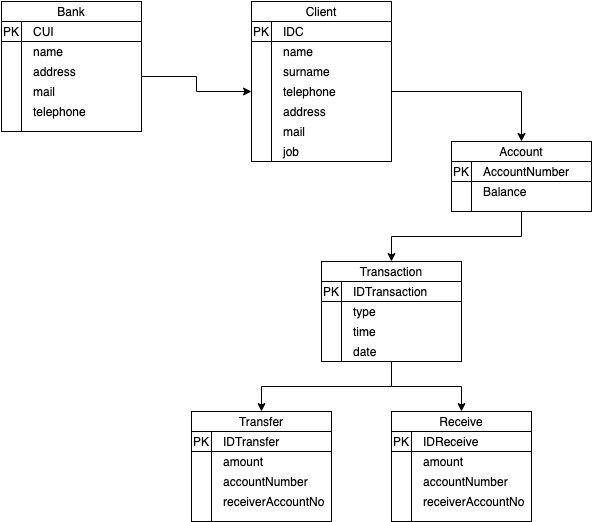 Bank
PK CUI
name
address
mail
telephone
Client
PK IDC
name
surname
telephone
address
mail
job
Account
PK AccountNumber
Balance
Transaction
PK IDTransaction
type
time
date
Transfer
PK IDTransfer
amount
accountNumber
receiverAccountNo
Receive
PK IDReceive
amount
accountNumber
receiverAccountNo